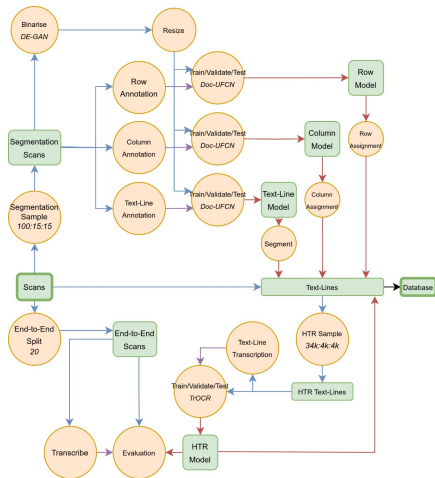 Binarise
DE-GAN
Resize
Row
Annotation
Train/Validate/Test
Doc-UFCN
Row
Model
Segmentation
Scans
Column
Annotation
Train/Validate/Test
Doc-UFCN
Column
Model
Row
Assignment
Segmentation
Sample
100:15:15
Text-Line
Annotation
Train/Validate/Test
Doc-UFCN
Text-Line
Model
Column
Assignment
Segment
Scans
Text-Lines
Database
End-to-End
Split
20
End-to-End
Scans
Text-Line
Transcription
HTR Sample
34k:4k:4k
Train/Validate/Test
TrOCR
HTR Text-Lines
Transcribe
Evaluation
HTR
Model